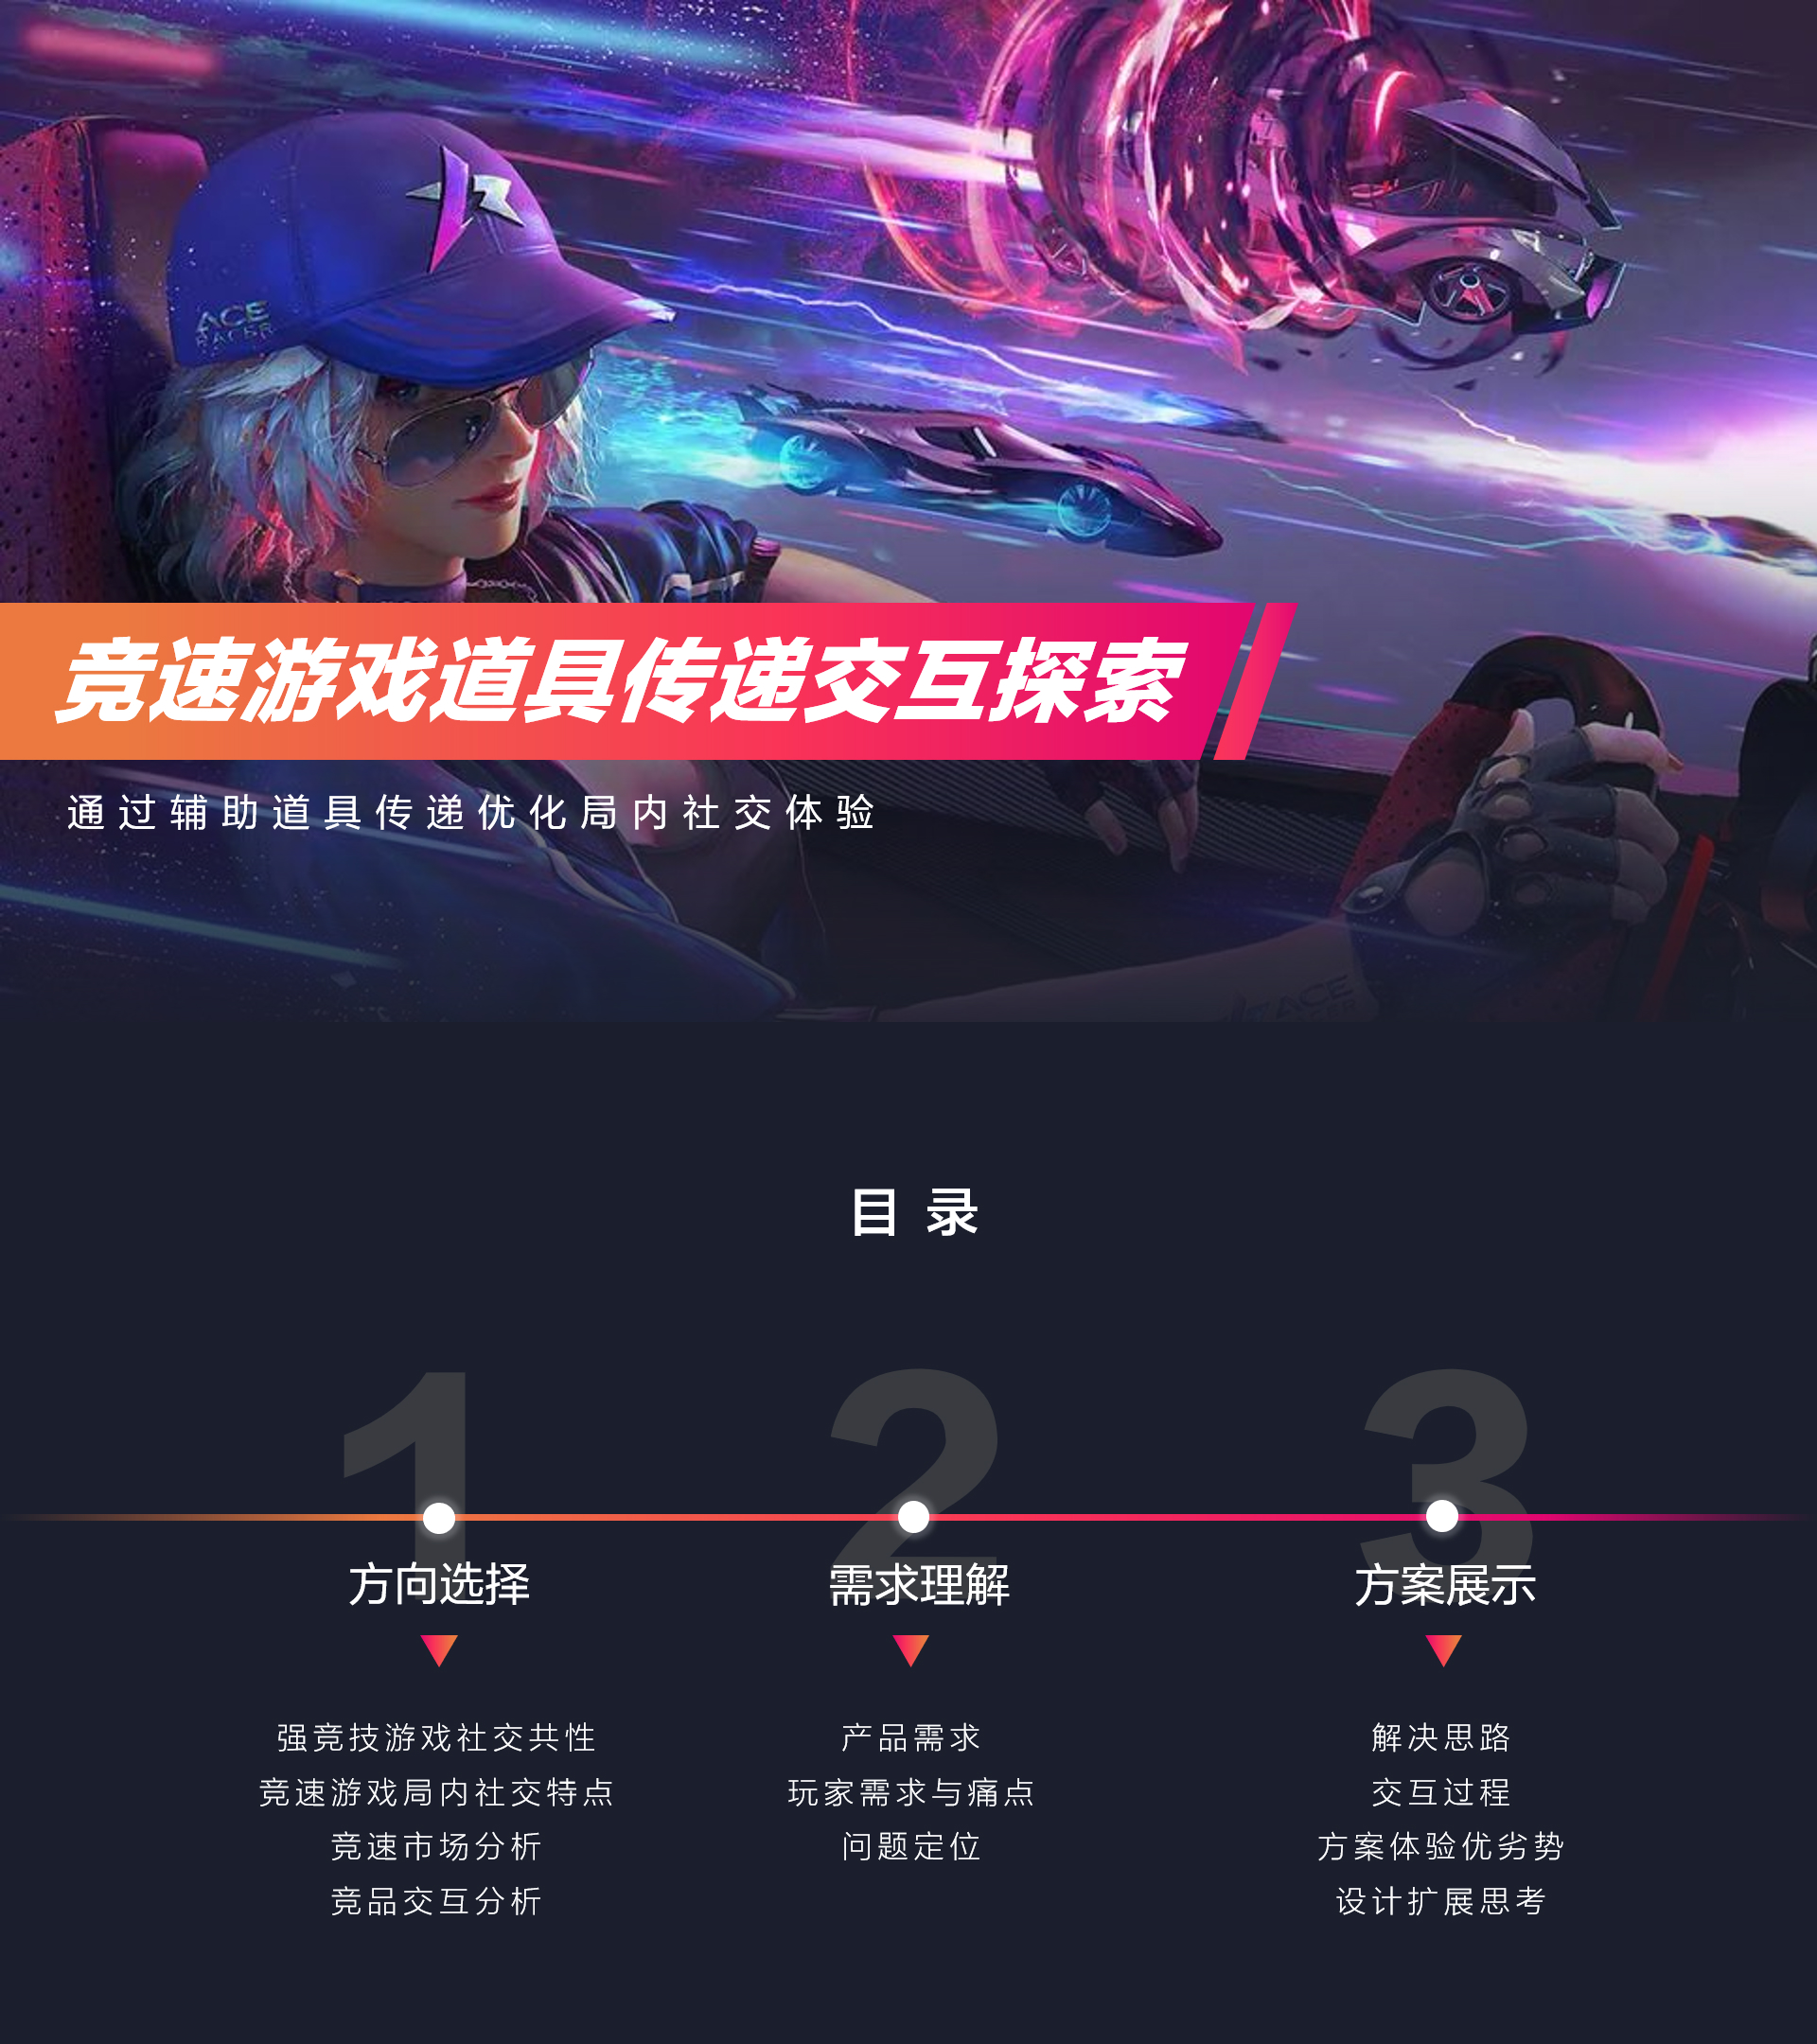 ACE
RACER
竞速游戏道具传递交互探索
通过辅助道具传递优化局内社交体验
ACE
目录
1
2
3
方向选择
需求理解
方案展示
强竞技游戏社交共性
竞速游戏局内社交特点
竞速市场分析
竞品交互分析
产品需求
玩家需求与痛点
问题定位
解决思路
交互过程
方案体验优劣势
设计扩展思考